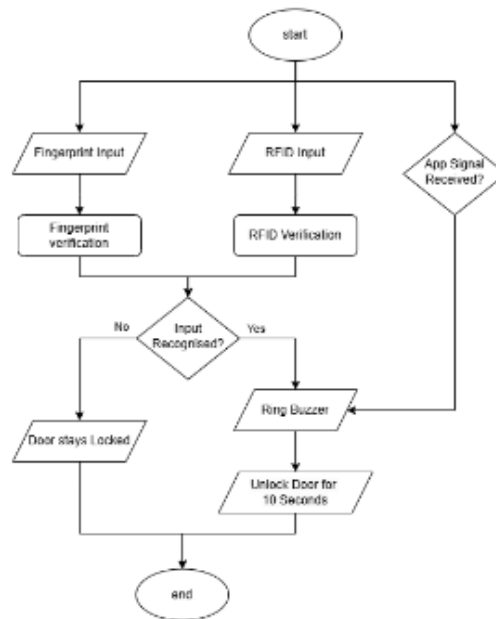 start
Fingerprint Input
RFID Input
App Signal
Received?
Fingerprint
verification
RFID Verification
No
Input
Recognised?
Yes
Ring Buzzer
Door stays Locked
Unlock Door for
10 Seconds
end